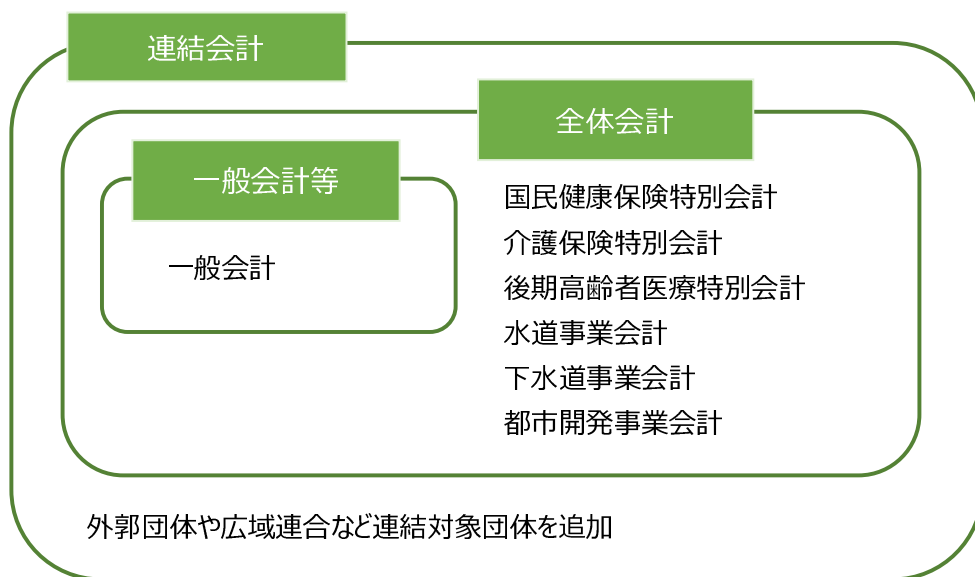 連結会計
全体会計
一般会計等
一般会計
国民健康保険特別会計
介護保険特別会計
後期高齢者医療特別会計
水道事業会計
下水道事業会計
都市開発事業会計
外郭団体や広域連合など連結対象団体を追加